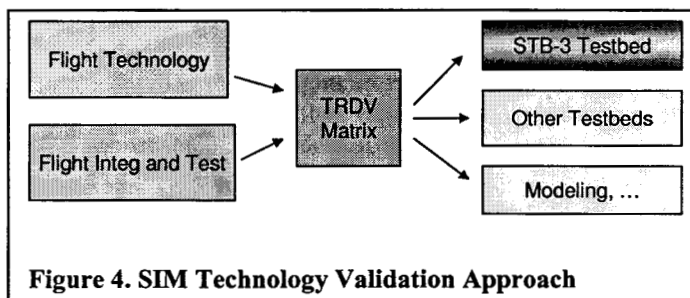 Flight Technology
Flight Integ and Test
TRDV
Matrix
STB-3 Testbed
Other Testbeds
Modeling, ...
Figure 4. SIM Technology Validation Approach